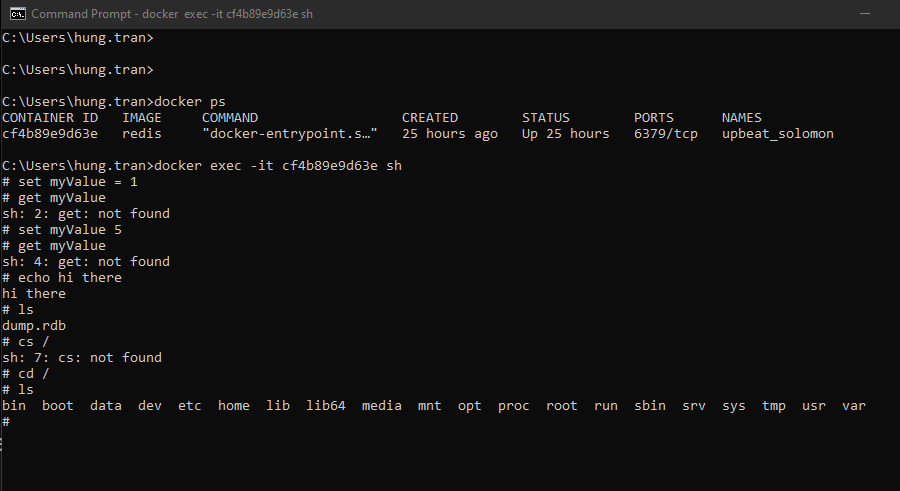 Command Prompt - docker exec -it cf4b89e9d63e sh
C:\Users\hung.tran>
C:\Users\hung.tran>
C:\Users\hung.tran>docker ps
CONTAINER ID   IMAGE     COMMAND                  CREATED        STATUS        PORTS      NAMES
cf4b89e9d63e   redis     "docker-entrypoint.s…"   25 hours ago   Up 25 hours   6379/tcp   upbeat_solomon
C:\Users\hung.tran>docker exec -it cf4b89e9d63e sh
# set myValue = 1
# get myValue
sh: 2: get: not found
# set myValue 5
# get myValue
sh: 4: get: not found
# echo hi there
hi there
# ls
dump.rdb
# cs /
sh: 7: cs: not found
# cd /
# ls
bin  boot  data  dev  etc  home  lib  lib64  media  mnt  opt  proc  root  run  sbin  srv  sys  tmp  usr  var
#